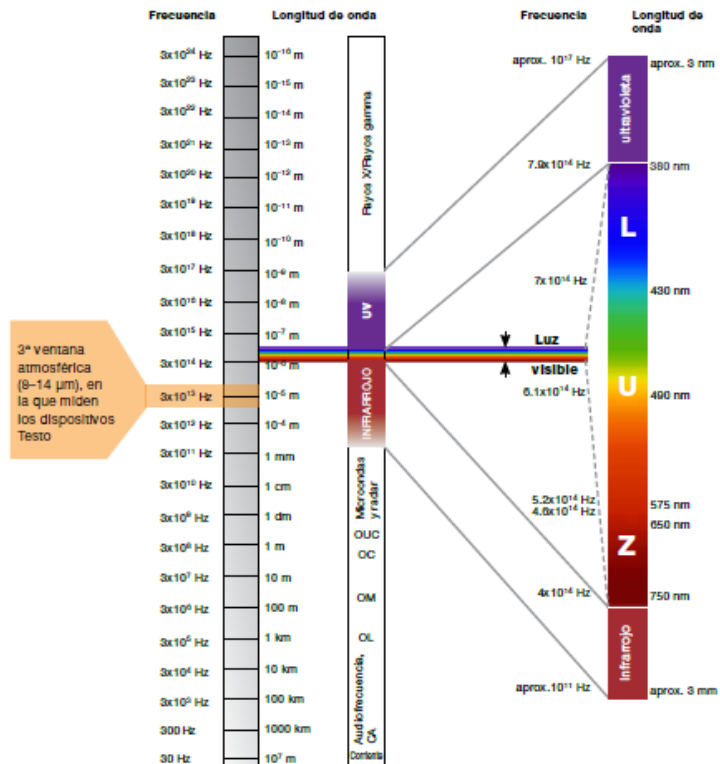 Frecuencia
Longitud de onda
3x10²⁴ Hz
10⁻¹⁶ m
3x10²³ Hz
10⁻¹⁵ m
3x10²² Hz
10⁻¹⁴ m
3x10²¹ Hz
10⁻¹³ m
3x10²⁰ Hz
10⁻¹² m
3x10¹⁹ Hz
10⁻¹¹ m
3x10¹⁸ Hz
10⁻¹⁰ m
3x10¹⁷ Hz
10⁻⁹ m
3x10¹⁶ Hz
10⁻⁸ m
3x10¹⁵ Hz
10⁻⁷ m
3x10¹⁴ Hz
10⁻⁶ m
3x10¹³ Hz
10⁻⁵ m
3x10¹² Hz
10⁻⁴ m
3x10¹¹ Hz
1 mm
3x10¹⁰ Hz
1 cm
3x10⁹ Hz
1 dm
3x10⁸ Hz
1 m
3x10⁷ Hz
10 m
3x10⁶ Hz
100 m
3x10⁵ Hz
1 km
3x10⁴ Hz
10 km
3x10³ Hz
100 km
300 Hz
1000 km
30 Hz
10⁷ m
3ª ventana
atmosférica
(8–14 µm), en
la que miden
los dispositivos
Testo
Rayos X/Rayos gamma
UV
INFRARROJO
Microondas
y radar
OUC
OC
OM
OL
Audiofrecuencia,
CA
Corriente
Luz
visible
Frecuencia
Longitud de
onda
aprox. 10¹⁷ Hz
aprox. 3 nm
ultravioleta
7.9x10¹⁴ Hz
380 nm
L
7x10¹⁴ Hz
430 nm
U
6.1x10¹⁴ Hz
490 nm
5.2x10¹⁴ Hz
575 nm
4.6x10¹⁴ Hz
650 nm
Z
4x10¹⁴ Hz
750 nm
Infrarrojo
aprox.10¹¹ Hz
aprox. 3 mm